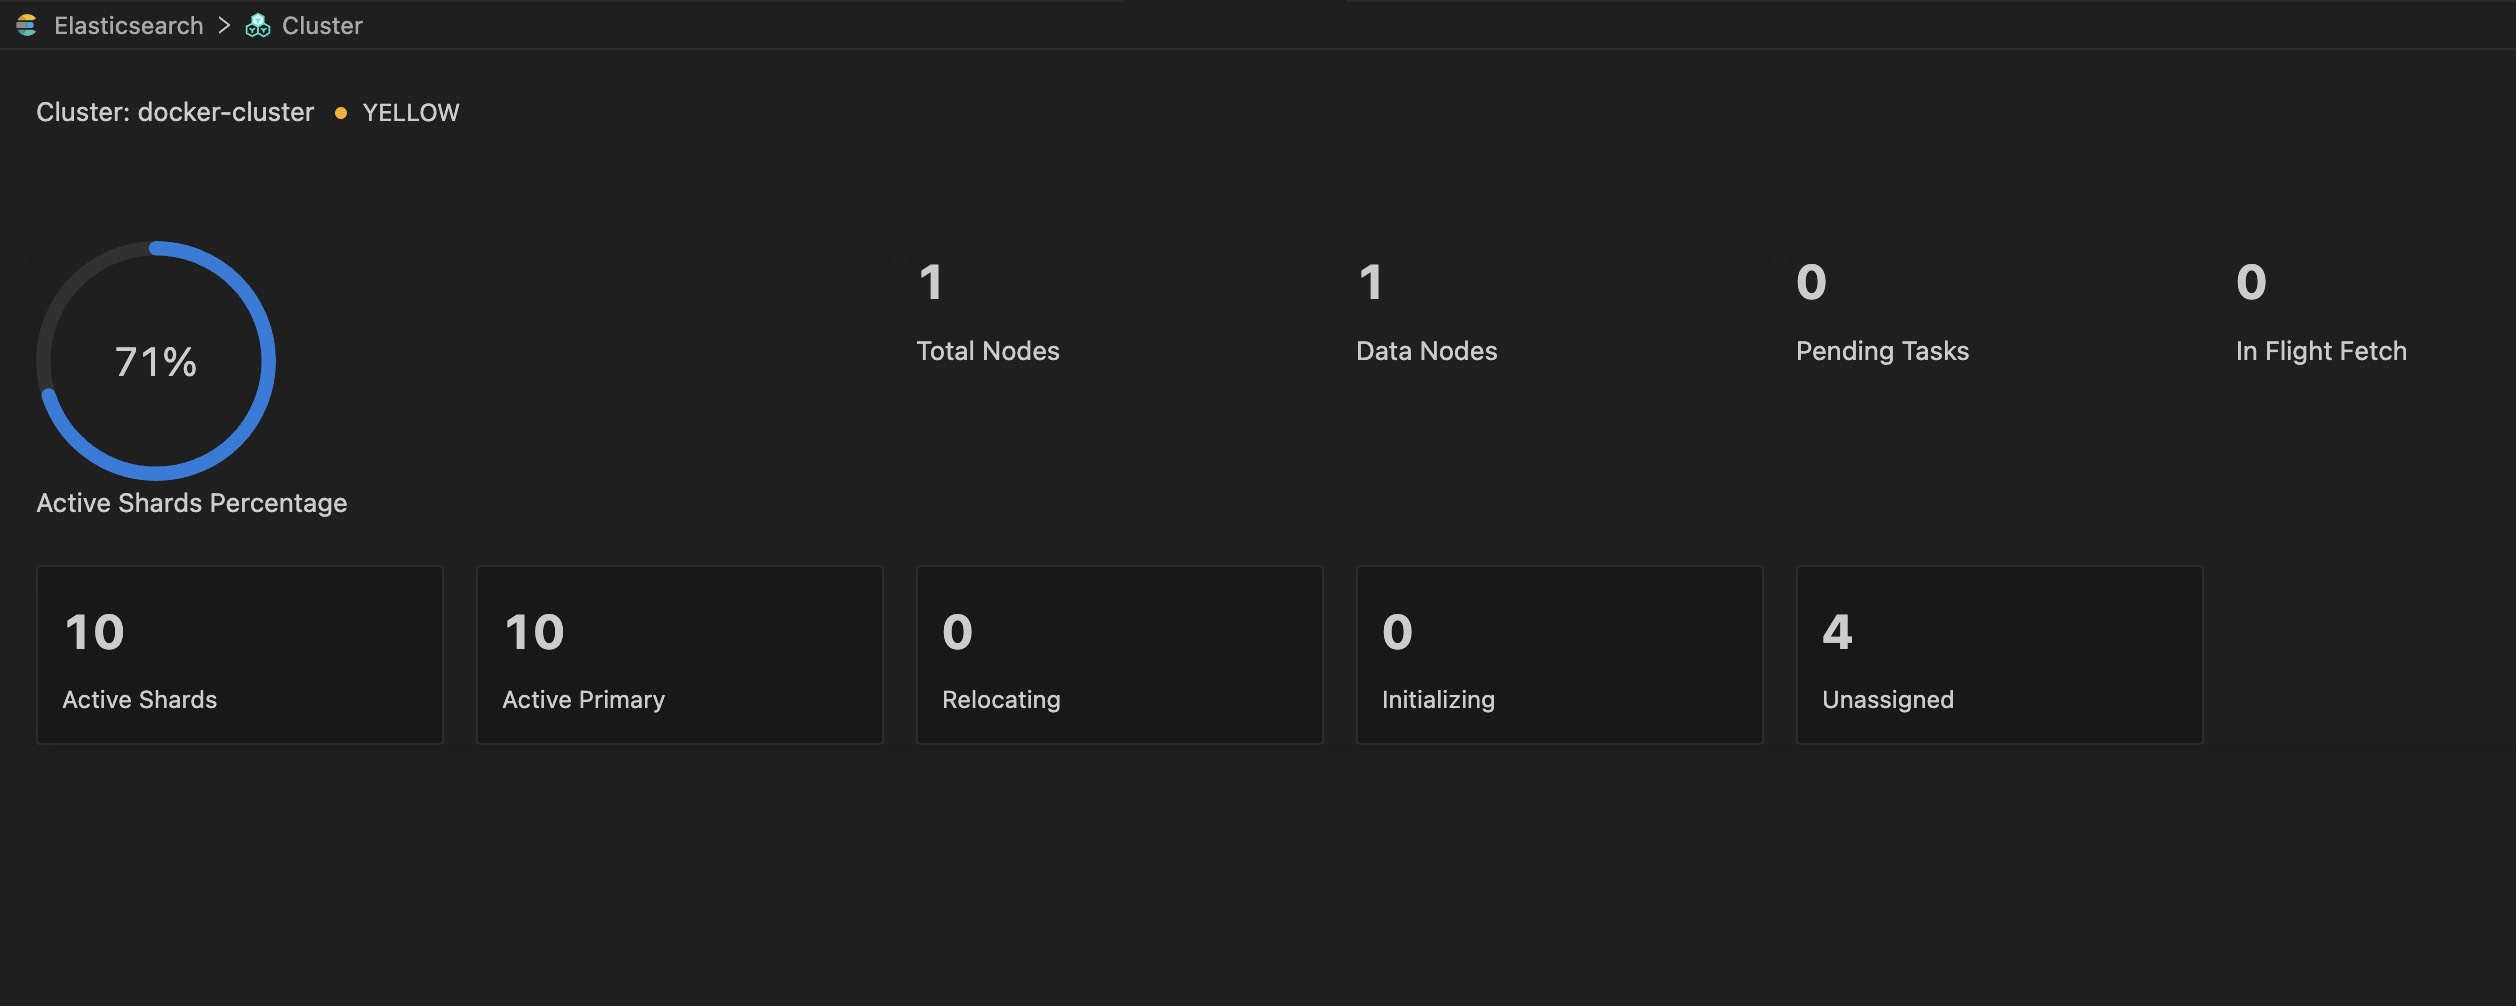 Elasticsearch > Cluster
Cluster: docker-cluster YELLOW
71%
Active Shards Percentage
1
Total Nodes
1
Data Nodes
0
Pending Tasks
0
In Flight Fetch
10
Active Shards
10
Active Primary
0
Relocating
0
Initializing
4
Unassigned